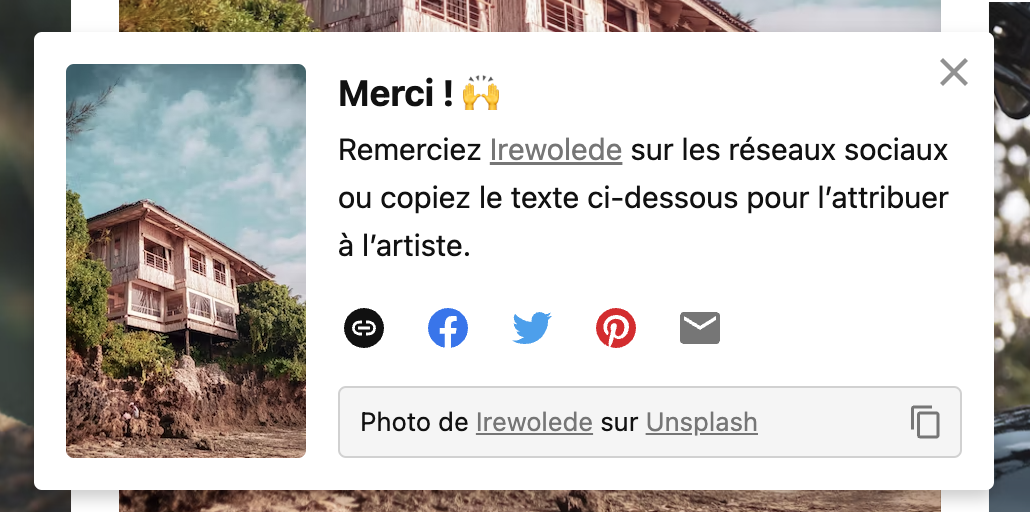 Merci ! 🙌
Remerciez Irewolede sur les réseaux sociaux
ou copiez le texte ci-dessous pour l’attribuer
à l’artiste.
Photo de Irewolede sur Unsplash